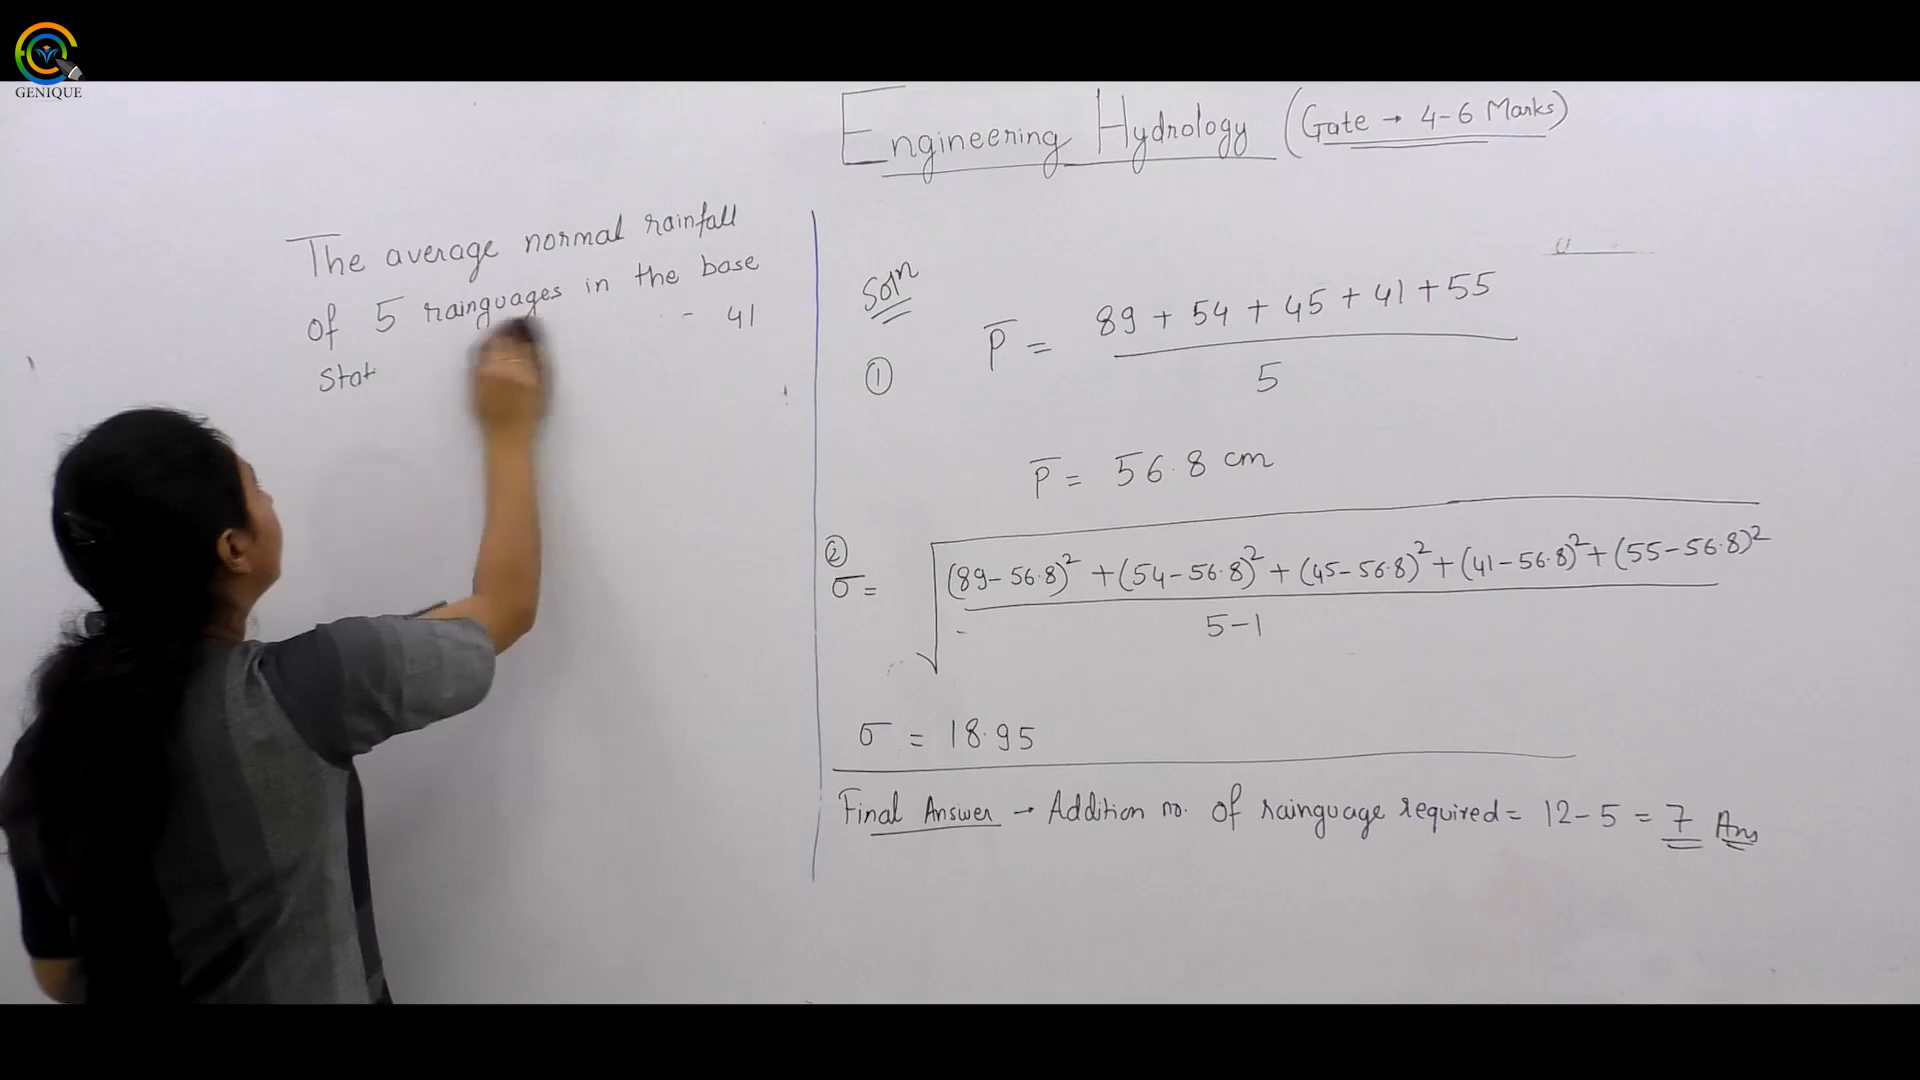 GENIQUE
Engineering Hydrology (Gate → 4-6 Marks)
The average normal rainfall
of 5 rainguages in the base
- 41
Stat
Soln
① P̅ = 89 + 54 + 45 + 41 + 55
5
P̅ = 56.8 cm
②
σ = √ (89-56.8)² + (54-56.8)² + (45-56.8)² + (41-56.8)² + (55-56.8)²
5-1
σ = 18.95
Final Answer → Addition no. of rainguage required = 12-5 = 7 Ans